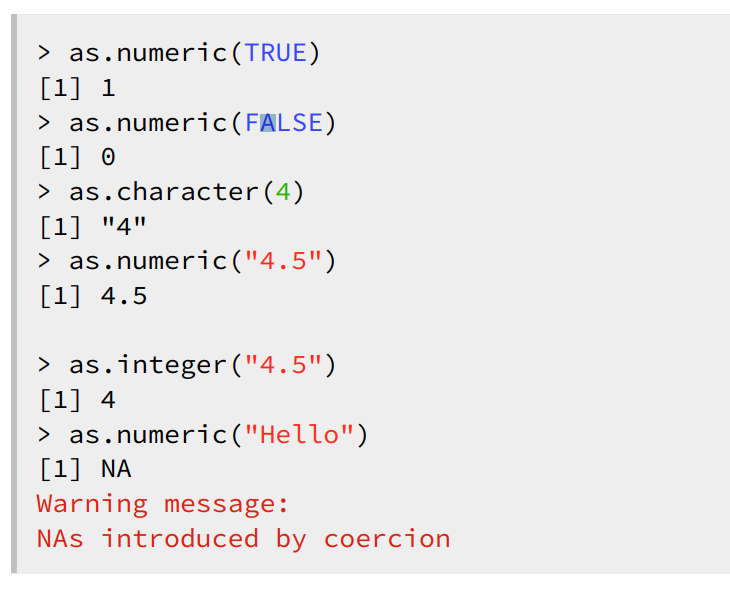 > as.numeric(TRUE)
[1] 1
> as.numeric(FALSE)
[1] 0
> as.character(4)
[1] "4"
> as.numeric("4.5")
[1] 4.5
> as.integer("4.5")
[1] 4
> as.numeric("Hello")
[1] NA
Warning message:
NAs introduced by coercion